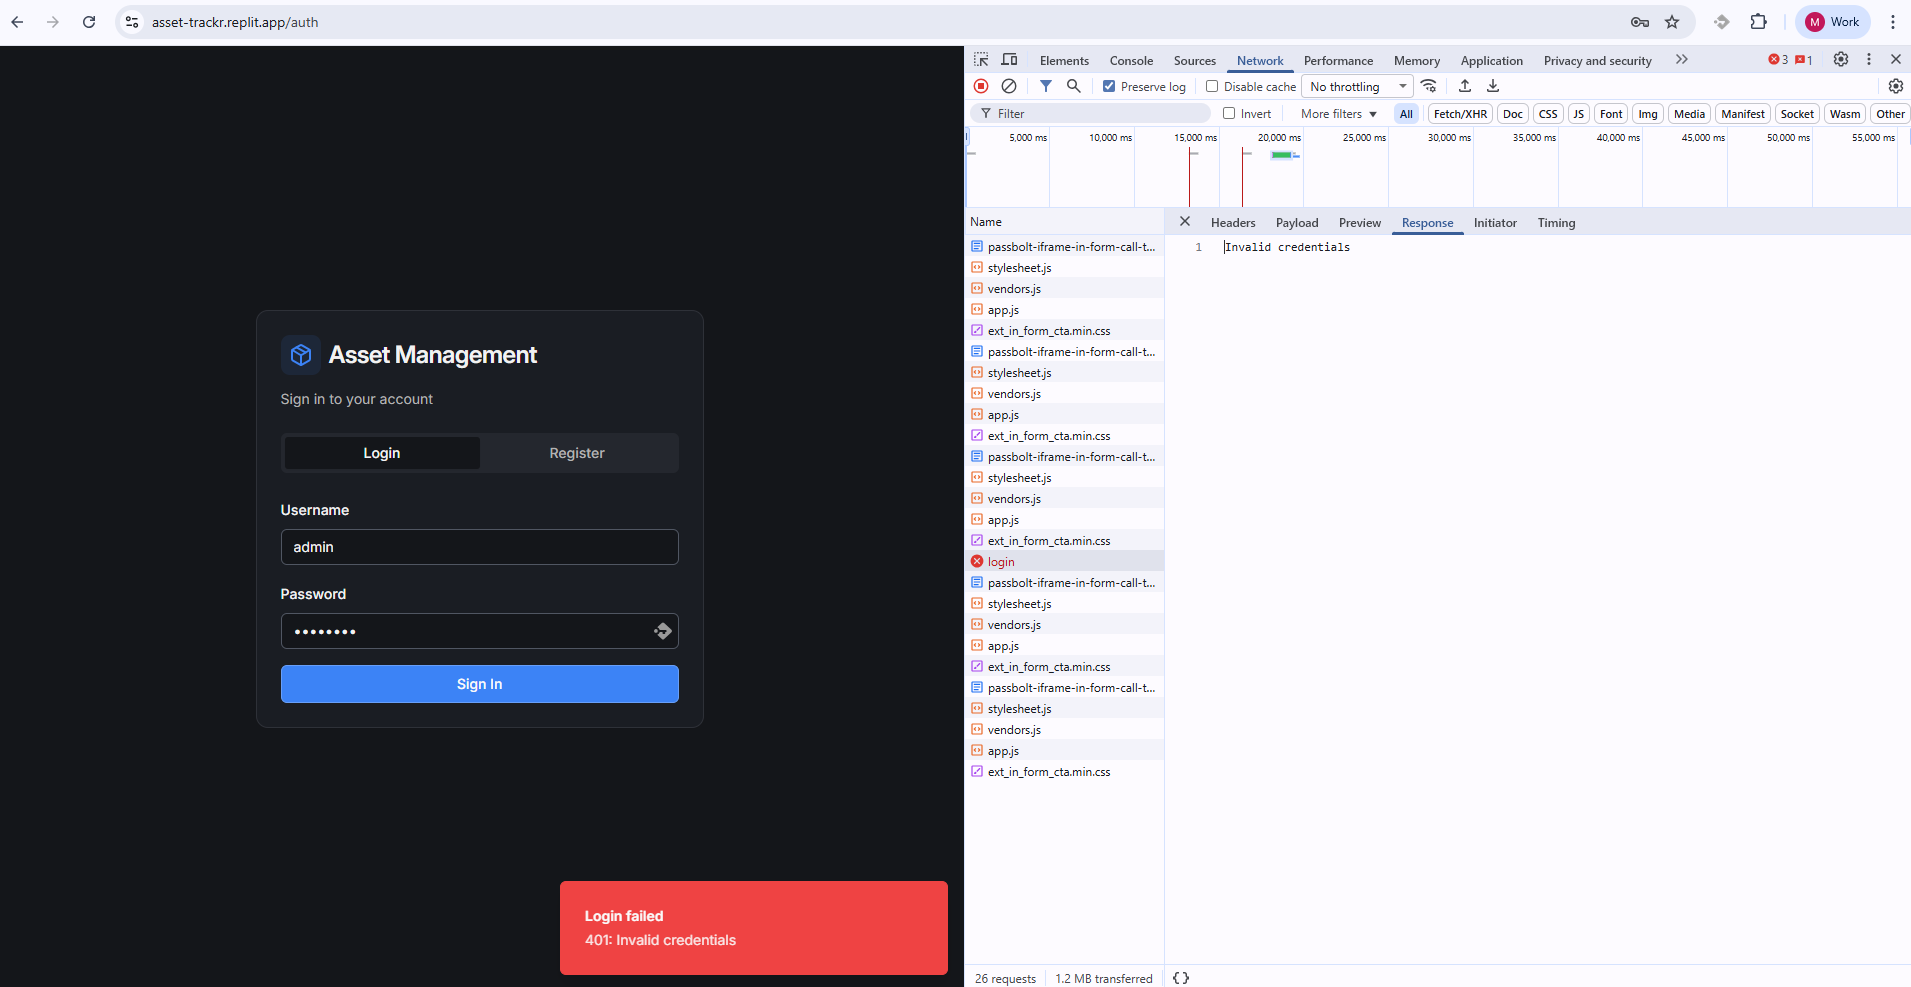 asset-trackr.replit.app/auth
M Work
Asset Management
Sign in to your account
Login Register
Username
admin
Password
Sign In
Login failed
401: Invalid credentials
Elements Console Sources Network Performance Memory Application Privacy and security 3 1
Preserve log Disable cache No throttling
Filter Invert More filters All Fetch/XHR Doc CSS JS Font Img Media Manifest Socket Wasm Other
5,000 ms 10,000 ms 15,000 ms 20,000 ms 25,000 ms 30,000 ms 35,000 ms 40,000 ms 45,000 ms 50,000 ms 55,000 ms
Name
passbolt-iframe-in-form-call-t...
stylesheet.js
vendors.js
app.js
ext_in_form_cta.min.css
passbolt-iframe-in-form-call-t...
stylesheet.js
vendors.js
app.js
ext_in_form_cta.min.css
passbolt-iframe-in-form-call-t...
stylesheet.js
vendors.js
app.js
ext_in_form_cta.min.css
login
passbolt-iframe-in-form-call-t...
stylesheet.js
vendors.js
app.js
ext_in_form_cta.min.css
passbolt-iframe-in-form-call-t...
stylesheet.js
vendors.js
app.js
ext_in_form_cta.min.css
Headers Payload Preview Response Initiator Timing
1 Invalid credentials
26 requests 1.2 MB transferred { }